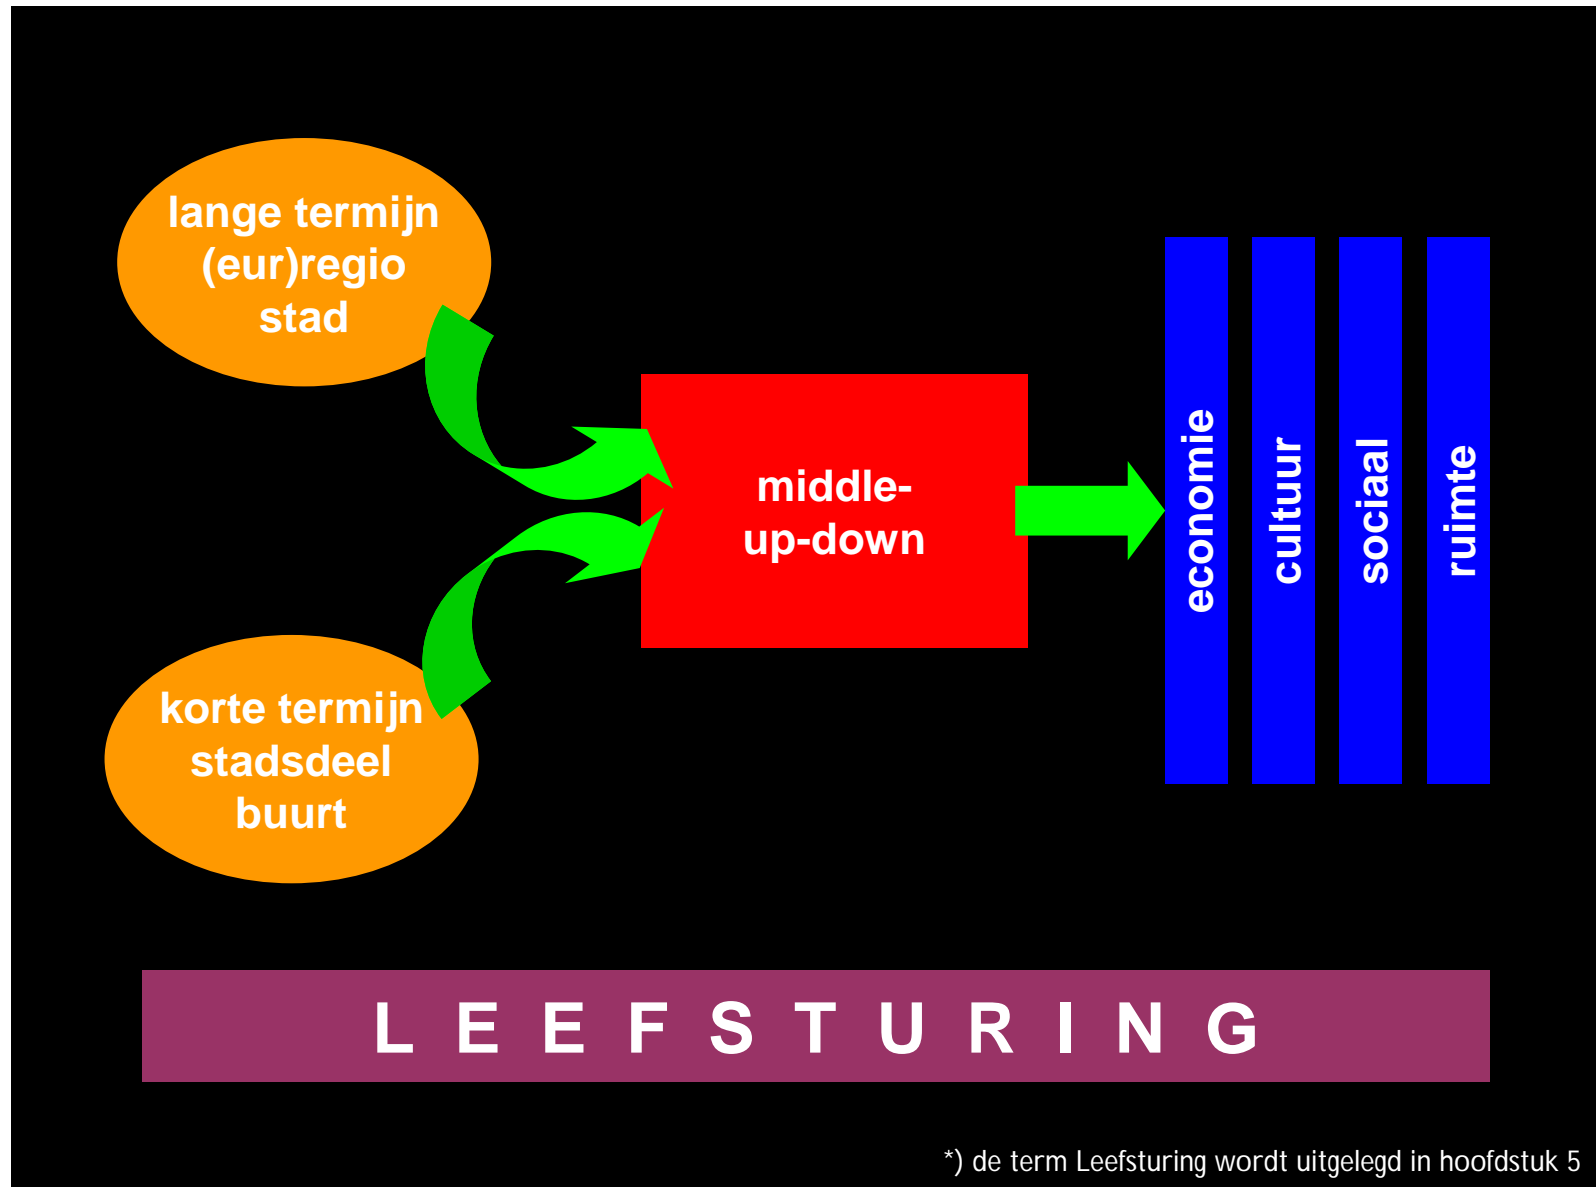 lange termijn
(eur)regio
stad
middle-
up-down
economie
cultuur
sociaal
ruimte
korte termijn
stadsdeel
buurt
L E E F S T U R I N G
*) de term Leefsturing wordt uitgelegd in hoofdstuk 5